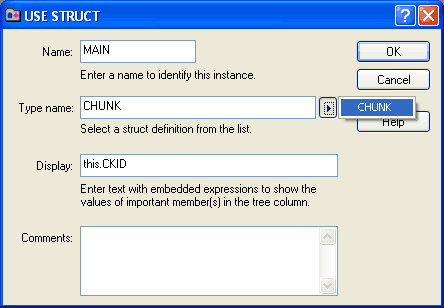 USE STRUCT
Name: MAIN
OK
Enter a name to identify this instance.
Cancel
Type name: CHUNK
CHUNK
Select a struct definition from the list.
Help
Display: this.CKID
Enter text with embedded expressions to show the
values of important member(s) in the tree column.
Comments: